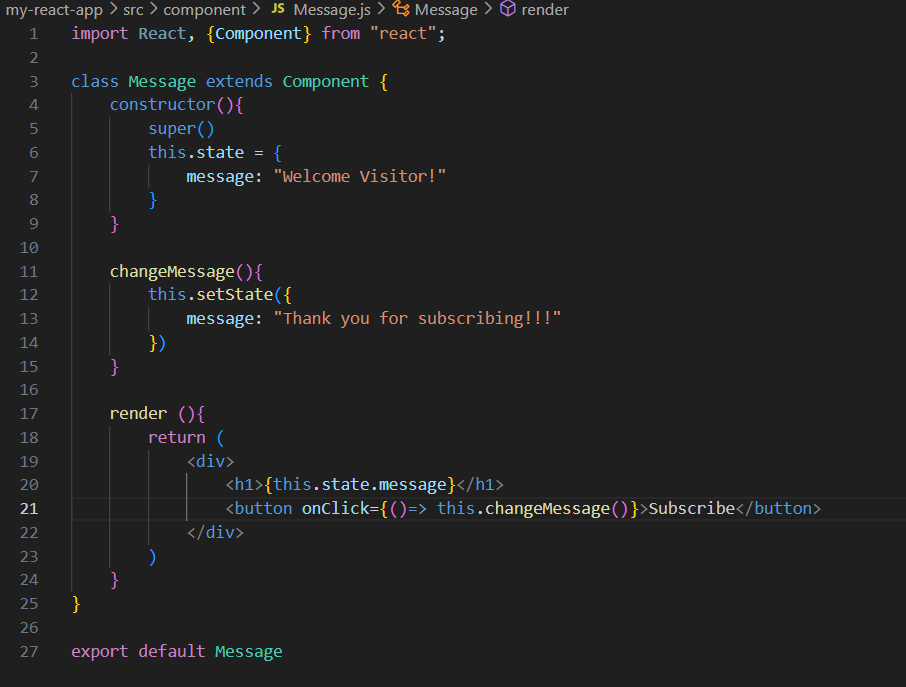 my-react-app > src > component > JS Message.js > Message > render
1 import React, {Component} from "react";
2
3 class Message extends Component {
4     constructor(){
5         super()
6         this.state = {
7             message: "Welcome Visitor!"
8         }
9     }
10
11     changeMessage(){
12         this.setState({
13             message: "Thank you for subscribing!!!"
14         })
15     }
16
17     render (){
18         return (
19             <div>
20                 <h1>{this.state.message}</h1>
21                 <button onClick={()=> this.changeMessage()}>Subscribe</button>
22             </div>
23         )
24     }
25 }
26
27 export default Message